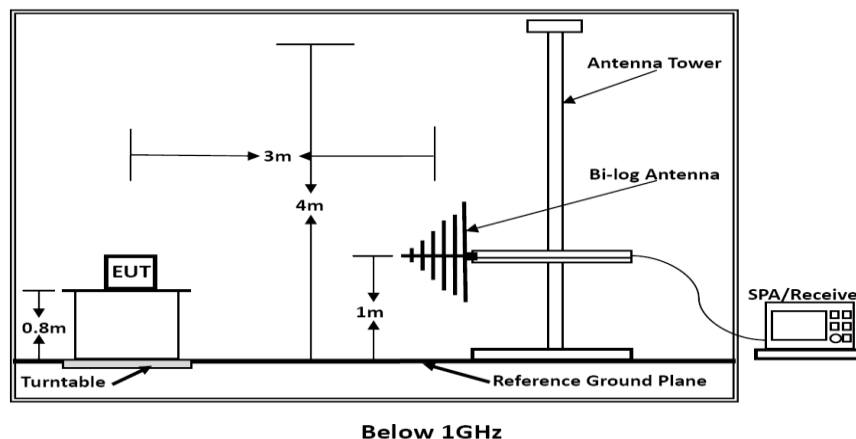 Antenna Tower
3m
Bi-log Antenna
4m
EUT
SPA/Receive
0.8m
1m
Turntable
Reference Ground Plane
Below 1GHz